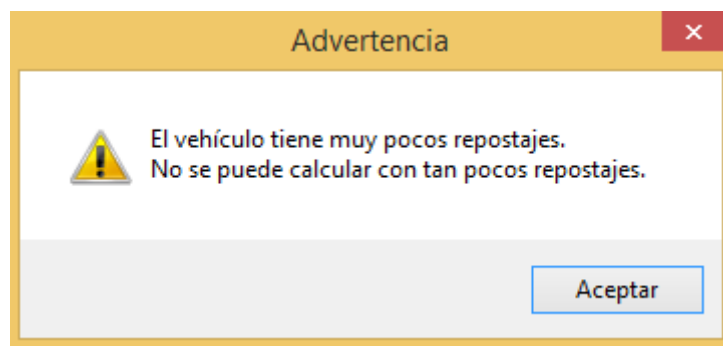 Advertencia
El vehículo tiene muy pocos repostajes.
No se puede calcular con tan pocos repostajes.
Aceptar